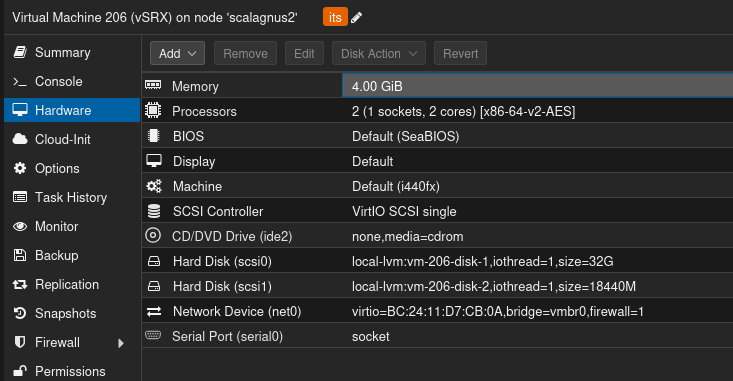 Virtual Machine 206 (vSRX) on node 'scalagnus2' its
Summary
Console
Hardware
Cloud-Init
Options
Task History
Monitor
Backup
Replication
Snapshots
Firewall
Permissions
Add Remove Edit Disk Action Revert
Memory 4.00 GiB
Processors 2 (1 sockets, 2 cores) [x86-64-v2-AES]
BIOS Default (SeaBIOS)
Display Default
Machine Default (i440fx)
SCSI Controller VirtIO SCSI single
CD/DVD Drive (ide2) none,media=cdrom
Hard Disk (scsi0) local-lvm:vm-206-disk-1,iothread=1,size=32G
Hard Disk (scsi1) local-lvm:vm-206-disk-2,iothread=1,size=18440M
Network Device (net0) virtio=BC:24:11:D7:CB:0A,bridge=vmbr0,firewall=1
Serial Port (serial0) socket